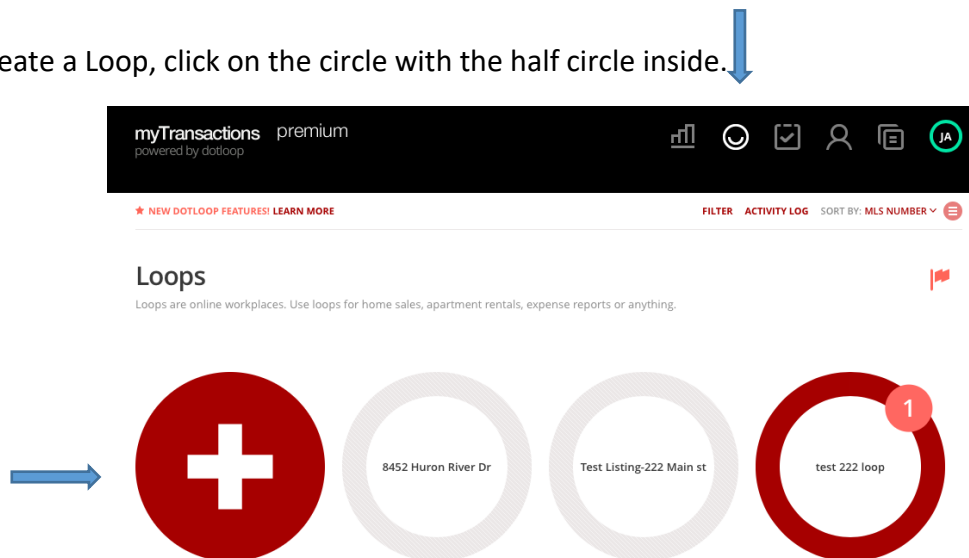 eate a Loop, click on the circle with the half circle inside.
myTransactions premium
powered by dotloop
JA
★ NEW DOTLOOP FEATURES! LEARN MORE
FILTER ACTIVITY LOG SORT BY: MLS NUMBER
Loops
Loops are online workplaces. Use loops for home sales, apartment rentals, expense reports or anything.
1
8452 Huron River Dr
Test Listing-222 Main st
test 222 loop